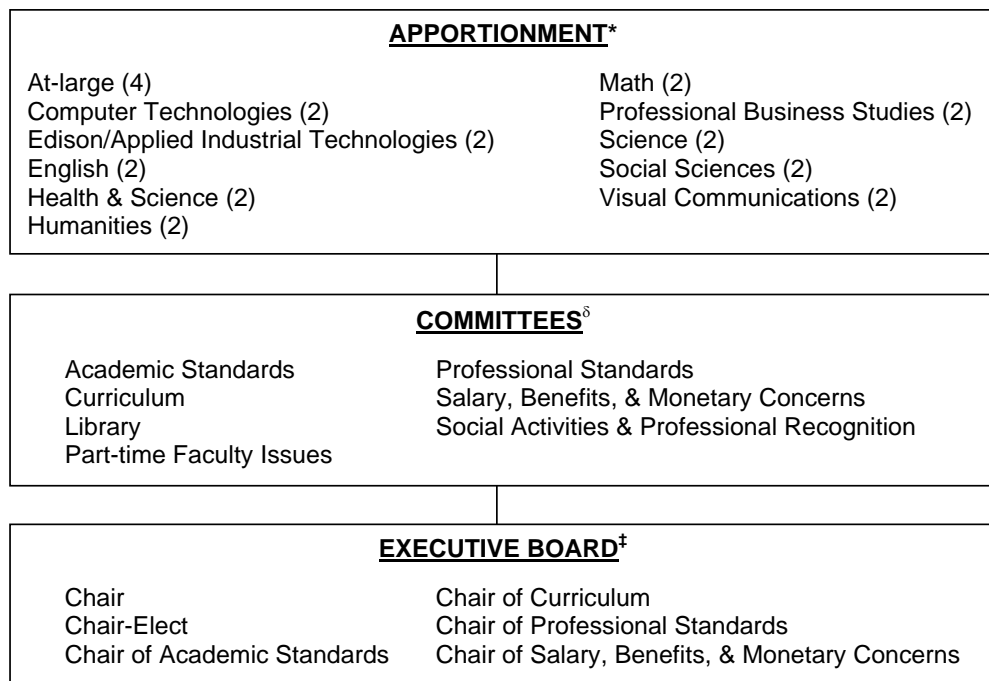 APPORTIONMENT*
At-large (4)
Computer Technologies (2)
Edison/Applied Industrial Technologies (2)
English (2)
Health & Science (2)
Humanities (2)
Math (2)
Professional Business Studies (2)
Science (2)
Social Sciences (2)
Visual Communications (2)
COMMITTEESδ
Academic Standards
Curriculum
Library
Part-time Faculty Issues
Professional Standards
Salary, Benefits, & Monetary Concerns
Social Activities & Professional Recognition
EXECUTIVE BOARD‡
Chair
Chair-Elect
Chair of Academic Standards
Chair of Curriculum
Chair of Professional Standards
Chair of Salary, Benefits, & Monetary Concerns